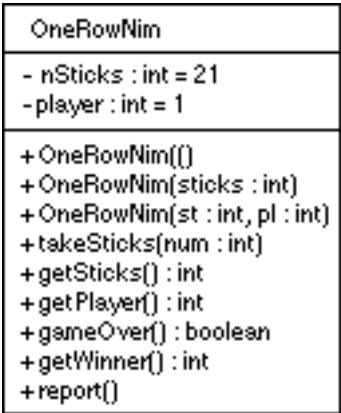 OneRowNim
- nSticks : int = 21
- player : int = 1
+ OneRowNim(()
+ OneRowNim(sticks : int)
+ OneRowNim(st : int, pl : int)
+ takeSticks(num : int)
+ getSticks() : int
+ getPlayer() : int
+ gameOver() : boolean
+ getWinner() : int
+ report()